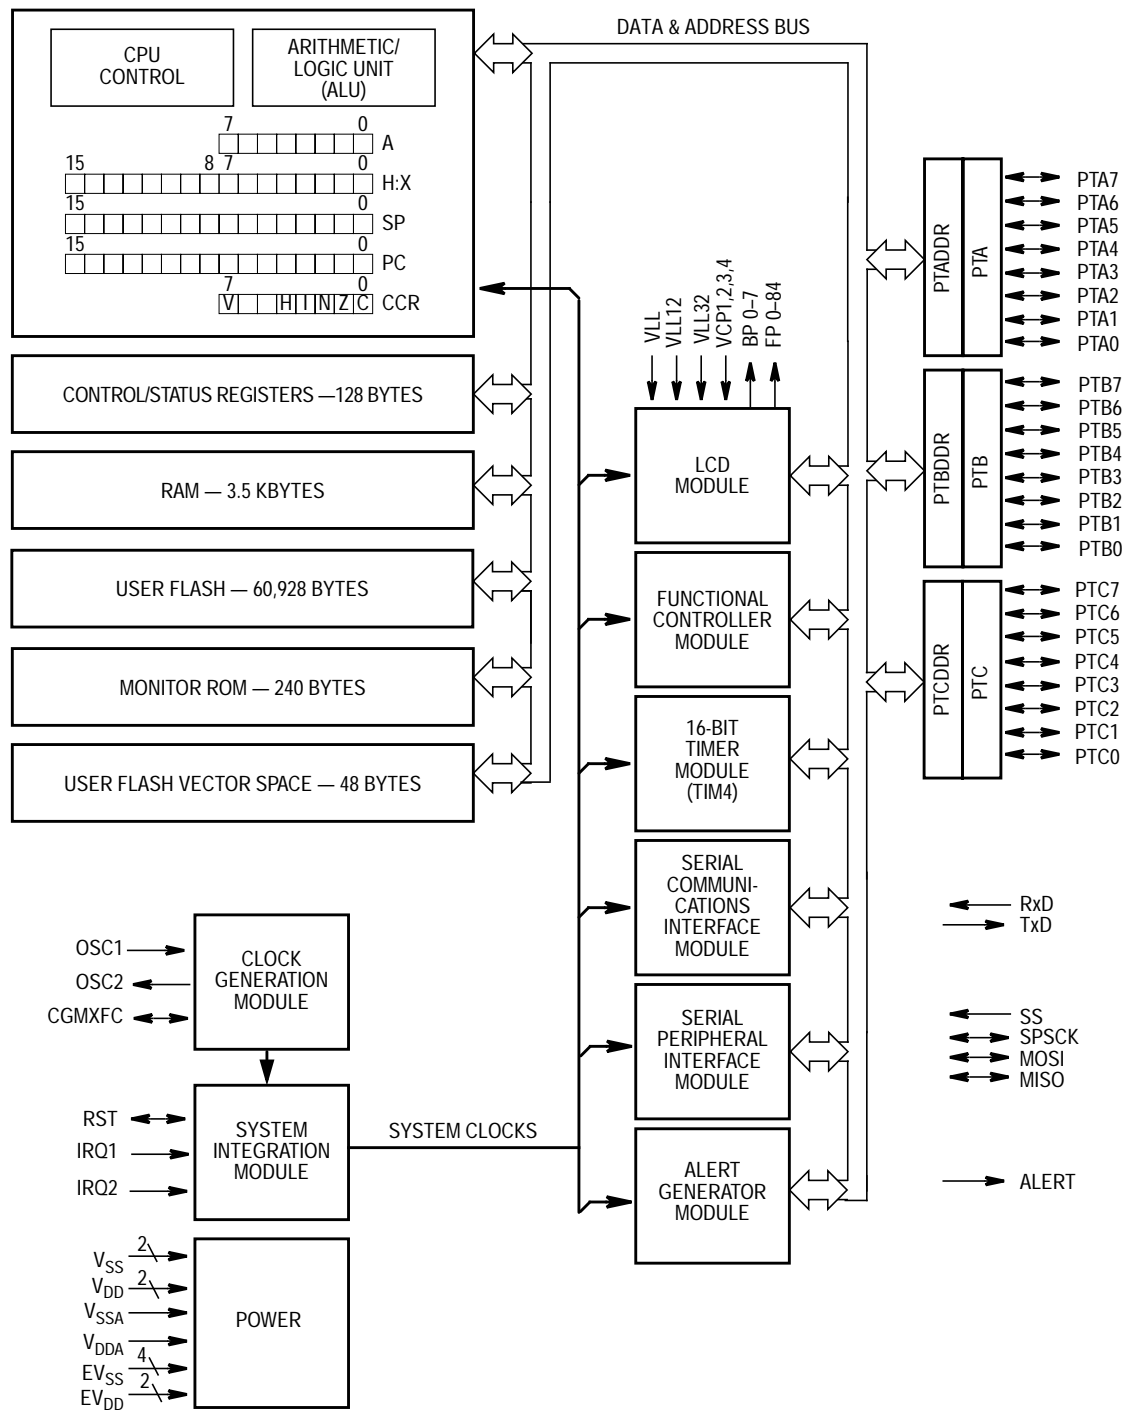 DATA & ADDRESS BUS
CPU
CONTROL
ARITHMETIC/
LOGIC UNIT
(ALU)
7 0
A
15 8 7 0
H:X
15 0
SP
15 0
PC
7 0
V H I N Z C CCR
CONTROL/STATUS REGISTERS —128 BYTES
RAM — 3.5 KBYTES
USER FLASH — 60,928 BYTES
MONITOR ROM — 240 BYTES
USER FLASH VECTOR SPACE — 48 BYTES
OSC1
OSC2
CGMXFC
CLOCK
GENERATION
MODULE
RST
IRQ1
IRQ2
SYSTEM
INTEGRATION
MODULE
SYSTEM CLOCKS
VSS 2
VDD 2
VSSA
VDDA
EVSS 4
EVDD 2
POWER
VLL
VLL12
VLL32
VCP1,2,3,4
BP 0–7
FP 0–84
LCD
MODULE
FUNCTIONAL
CONTROLLER
MODULE
16-BIT
TIMER
MODULE
(TIM4)
SERIAL
COMMUNI-
CATIONS
INTERFACE
MODULE
SERIAL
PERIPHERAL
INTERFACE
MODULE
ALERT
GENERATOR
MODULE
PTADDR
PTA
PTA7
PTA6
PTA5
PTA4
PTA3
PTA2
PTA1
PTA0
PTBDDR
PTB
PTB7
PTB6
PTB5
PTB4
PTB3
PTB2
PTB1
PTB0
PTCDDR
PTC
PTC7
PTC6
PTC5
PTC4
PTC3
PTC2
PTC1
PTC0
RxD
TxD
SS
SPSCK
MOSI
MISO
ALERT